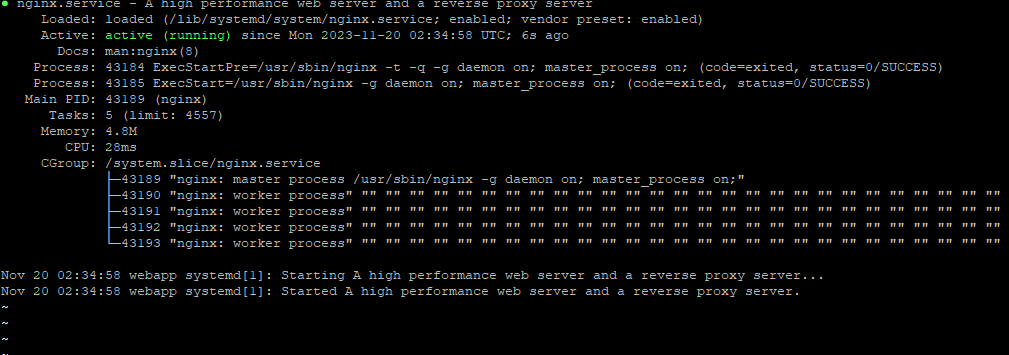 ● nginx.service - A high performance web server and a reverse proxy server
Loaded: loaded (/lib/systemd/system/nginx.service; enabled; vendor preset: enabled)
Active: active (running) since Mon 2023-11-20 02:34:58 UTC; 6s ago
Docs: man:nginx(8)
Process: 43184 ExecStartPre=/usr/sbin/nginx -t -q -g daemon on; master_process on; (code=exited, status=0/SUCCESS)
Process: 43185 ExecStart=/usr/sbin/nginx -g daemon on; master_process on; (code=exited, status=0/SUCCESS)
Main PID: 43189 (nginx)
Tasks: 5 (limit: 4557)
Memory: 4.8M
CPU: 28ms
CGroup: /system.slice/nginx.service
├─43189 "nginx: master process /usr/sbin/nginx -g daemon on; master_process on;"
├─43190 "nginx: worker process" "" "" "" "" "" "" "" "" "" "" "" "" "" "" "" "" "" "" "" "" "" "" "" "" "" "" ""
├─43191 "nginx: worker process" "" "" "" "" "" "" "" "" "" "" "" "" "" "" "" "" "" "" "" "" "" "" "" "" "" "" ""
├─43192 "nginx: worker process" "" "" "" "" "" "" "" "" "" "" "" "" "" "" "" "" "" "" "" "" "" "" "" "" "" "" ""
└─43193 "nginx: worker process" "" "" "" "" "" "" "" "" "" "" "" "" "" "" "" "" "" "" "" "" "" "" "" "" "" "" ""
Nov 20 02:34:58 webapp systemd[1]: Starting A high performance web server and a reverse proxy server...
Nov 20 02:34:58 webapp systemd[1]: Started A high performance web server and a reverse proxy server.
~
~
~
~